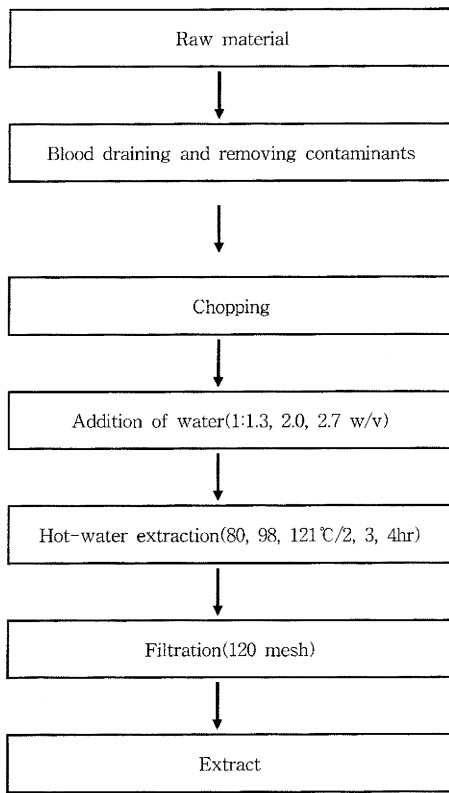 Raw material
Blood draining and removing contaminants
Chopping
Addition of water(1:1.3, 2.0, 2.7 w/v)
Hot-water extraction(80, 98, 121℃/2, 3, 4hr)
Filtration(120 mesh)
Extract